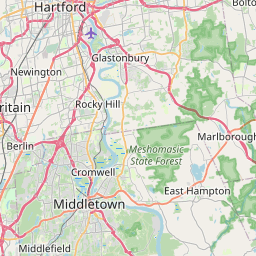 Hartford
Bolto
Glastonbury
Newington
Rocky Hill
ritain
Marlborough
Berlin
Meshomasic
State Forest
Cromwell
East Hampton
Middletown
Middlefield